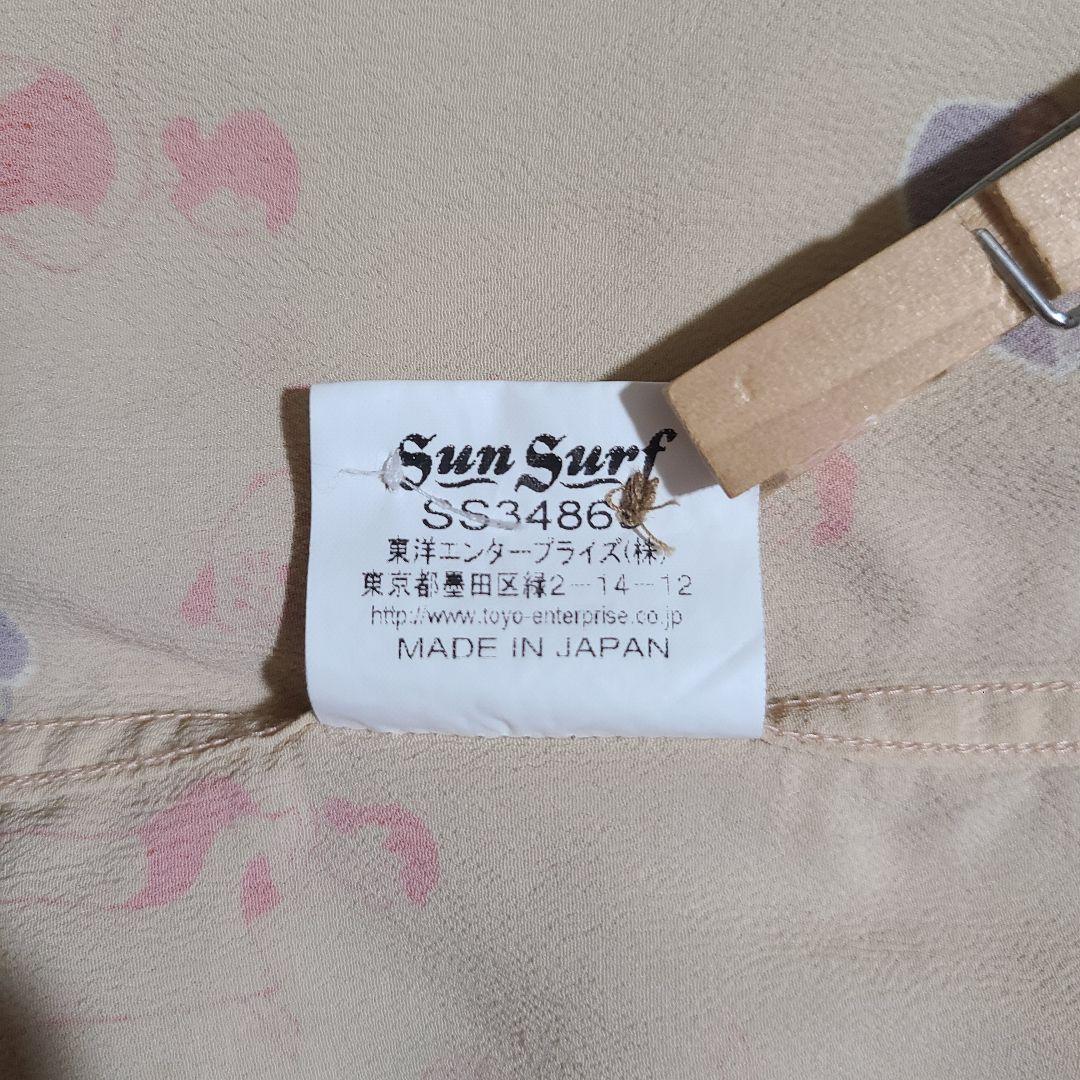 Sun Surf
東洋エンタープライズ(株)
東京都墨田区緑2-14-12
http://www.toyo-enterprise.co.jp
MADE IN JAPAN